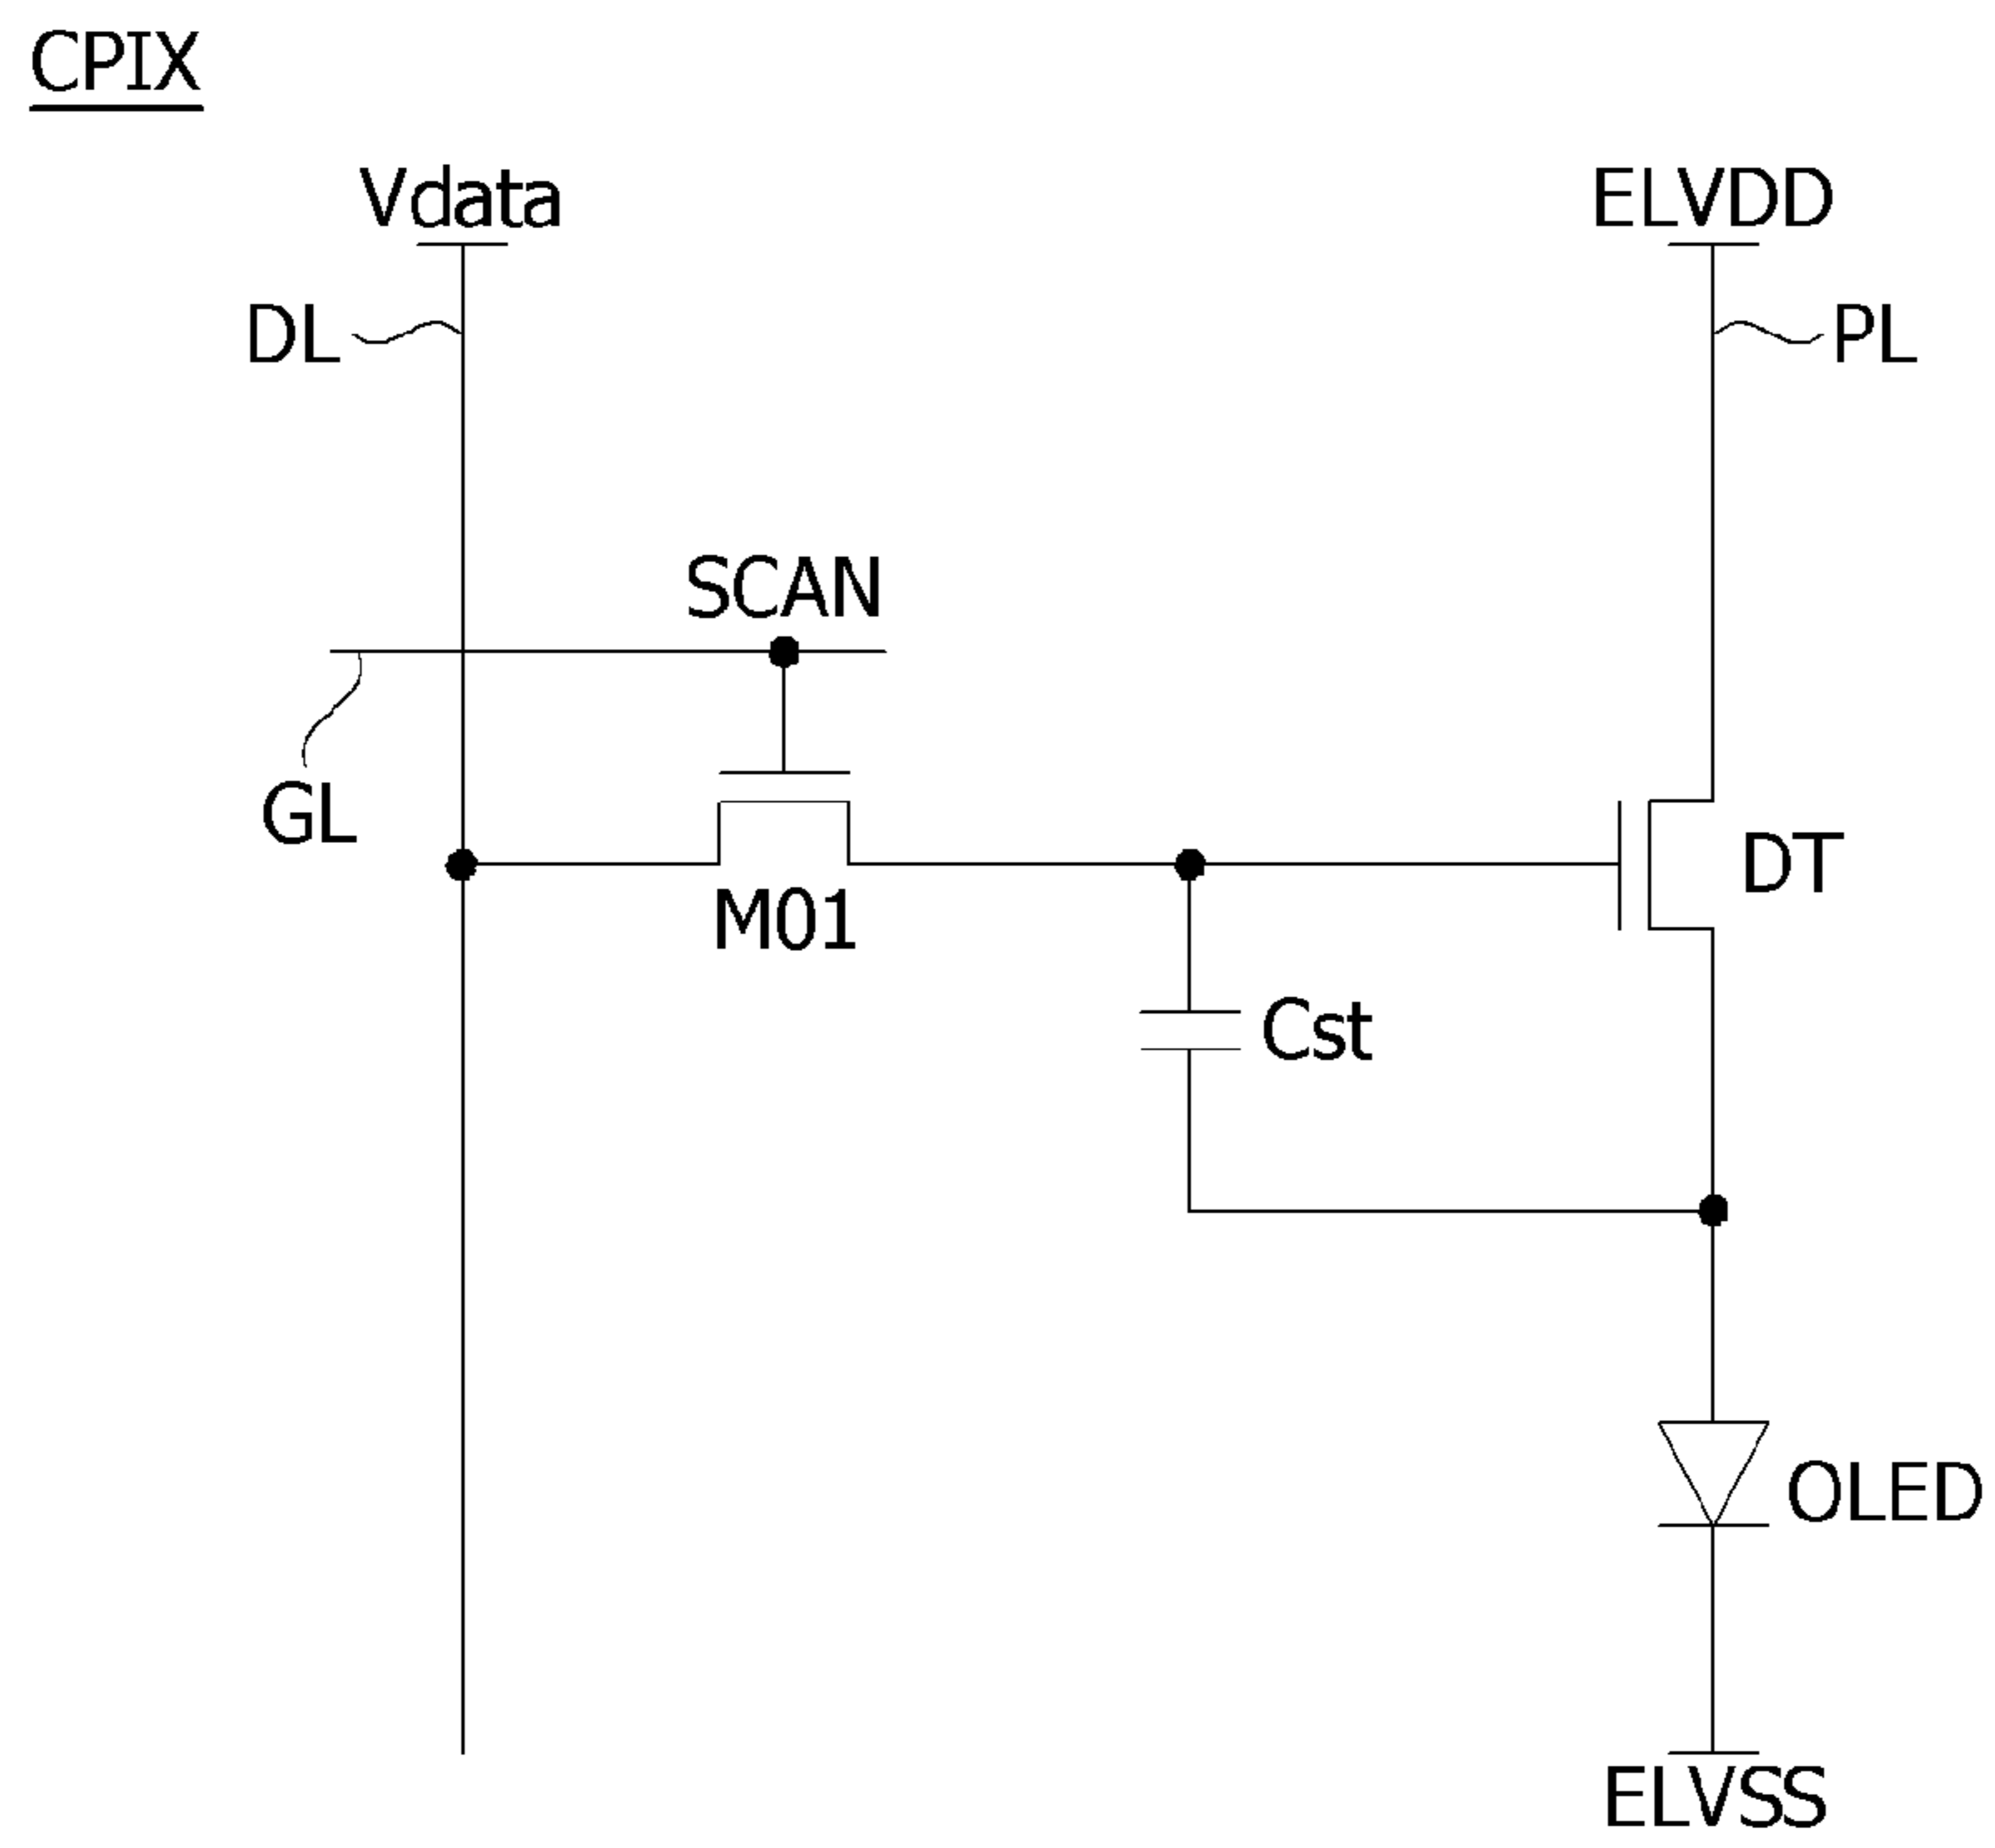 CPIX
Vdata
ELVDD
DL
PL
SCAN
GL
DT
M01
Cst
OLED
ELVSS